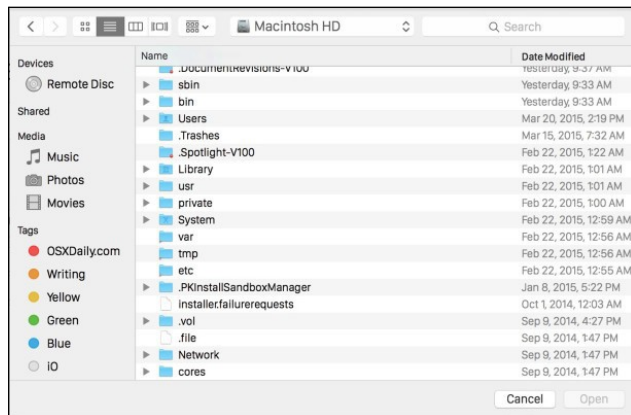 Macintosh HD
Search
Devices
Remote Disc
Shared
Media
Music
Photos
Movies
Tags
OSXDaily.com
Writing
Yellow
Green
Blue
iO
Name Date Modified
.DocumentRevisions-V100 Yesterday, 9:37 AM
sbin Yesterday, 9:33 AM
bin Yesterday, 9:33 AM
Users Mar 20, 2015, 2:19 PM
.Trashes Mar 15, 2015, 7:32 AM
.Spotlight-V100 Feb 22, 2015, 1:22 AM
Library Feb 22, 2015, 1:01 AM
usr Feb 22, 2015, 1:01 AM
private Feb 22, 2015, 1:00 AM
System Feb 22, 2015, 12:59 AM
var Feb 22, 2015, 12:56 AM
tmp Feb 22, 2015, 12:56 AM
etc Feb 22, 2015, 12:55 AM
.PKInstallSandboxManager Jan 8, 2015, 5:22 PM
installer.failurerequests Oct 1, 2014, 12:03 AM
.vol Sep 9, 2014, 4:27 PM
.file Sep 9, 2014, 1:47 PM
Network Sep 9, 2014, 1:47 PM
cores Sep 9, 2014, 1:47 PM
Cancel
Open